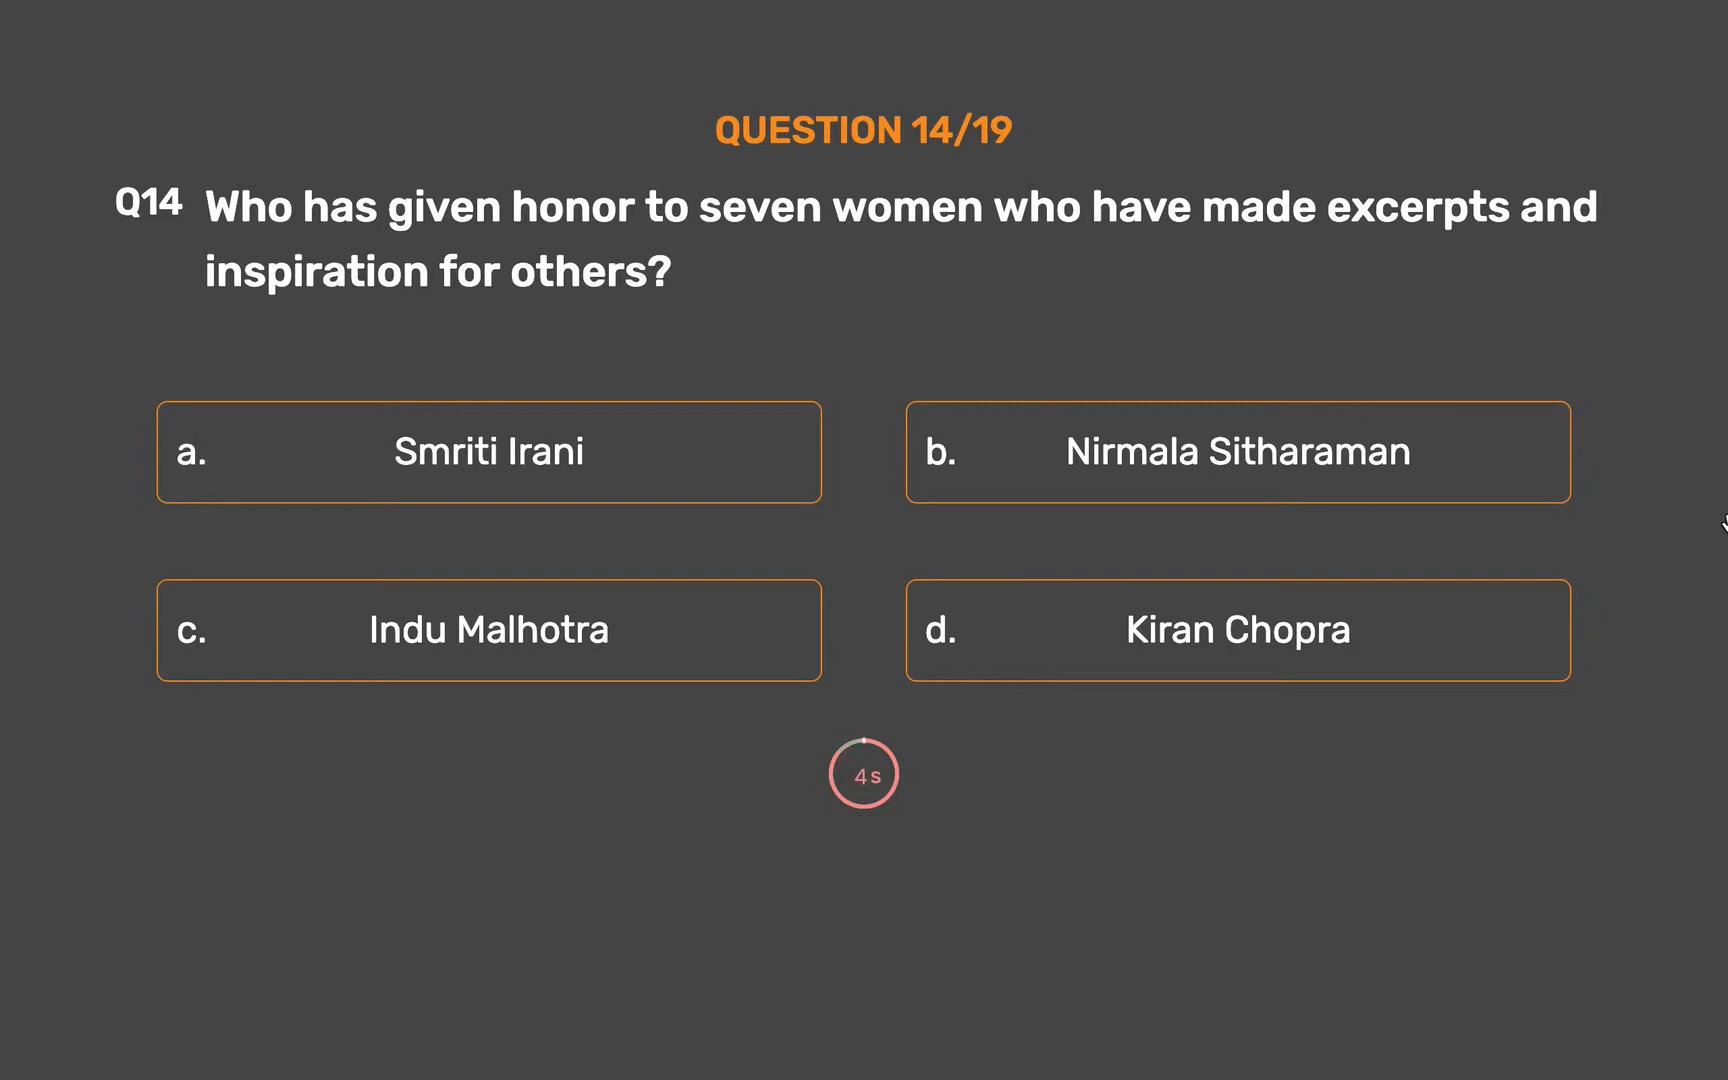 QUESTION 14/19
Q14 Who has given honor to seven women who have made excerpts and
inspiration for others?
a. Smriti Irani
b. Nirmala Sitharaman
c. Indu Malhotra
d. Kiran Chopra
4s